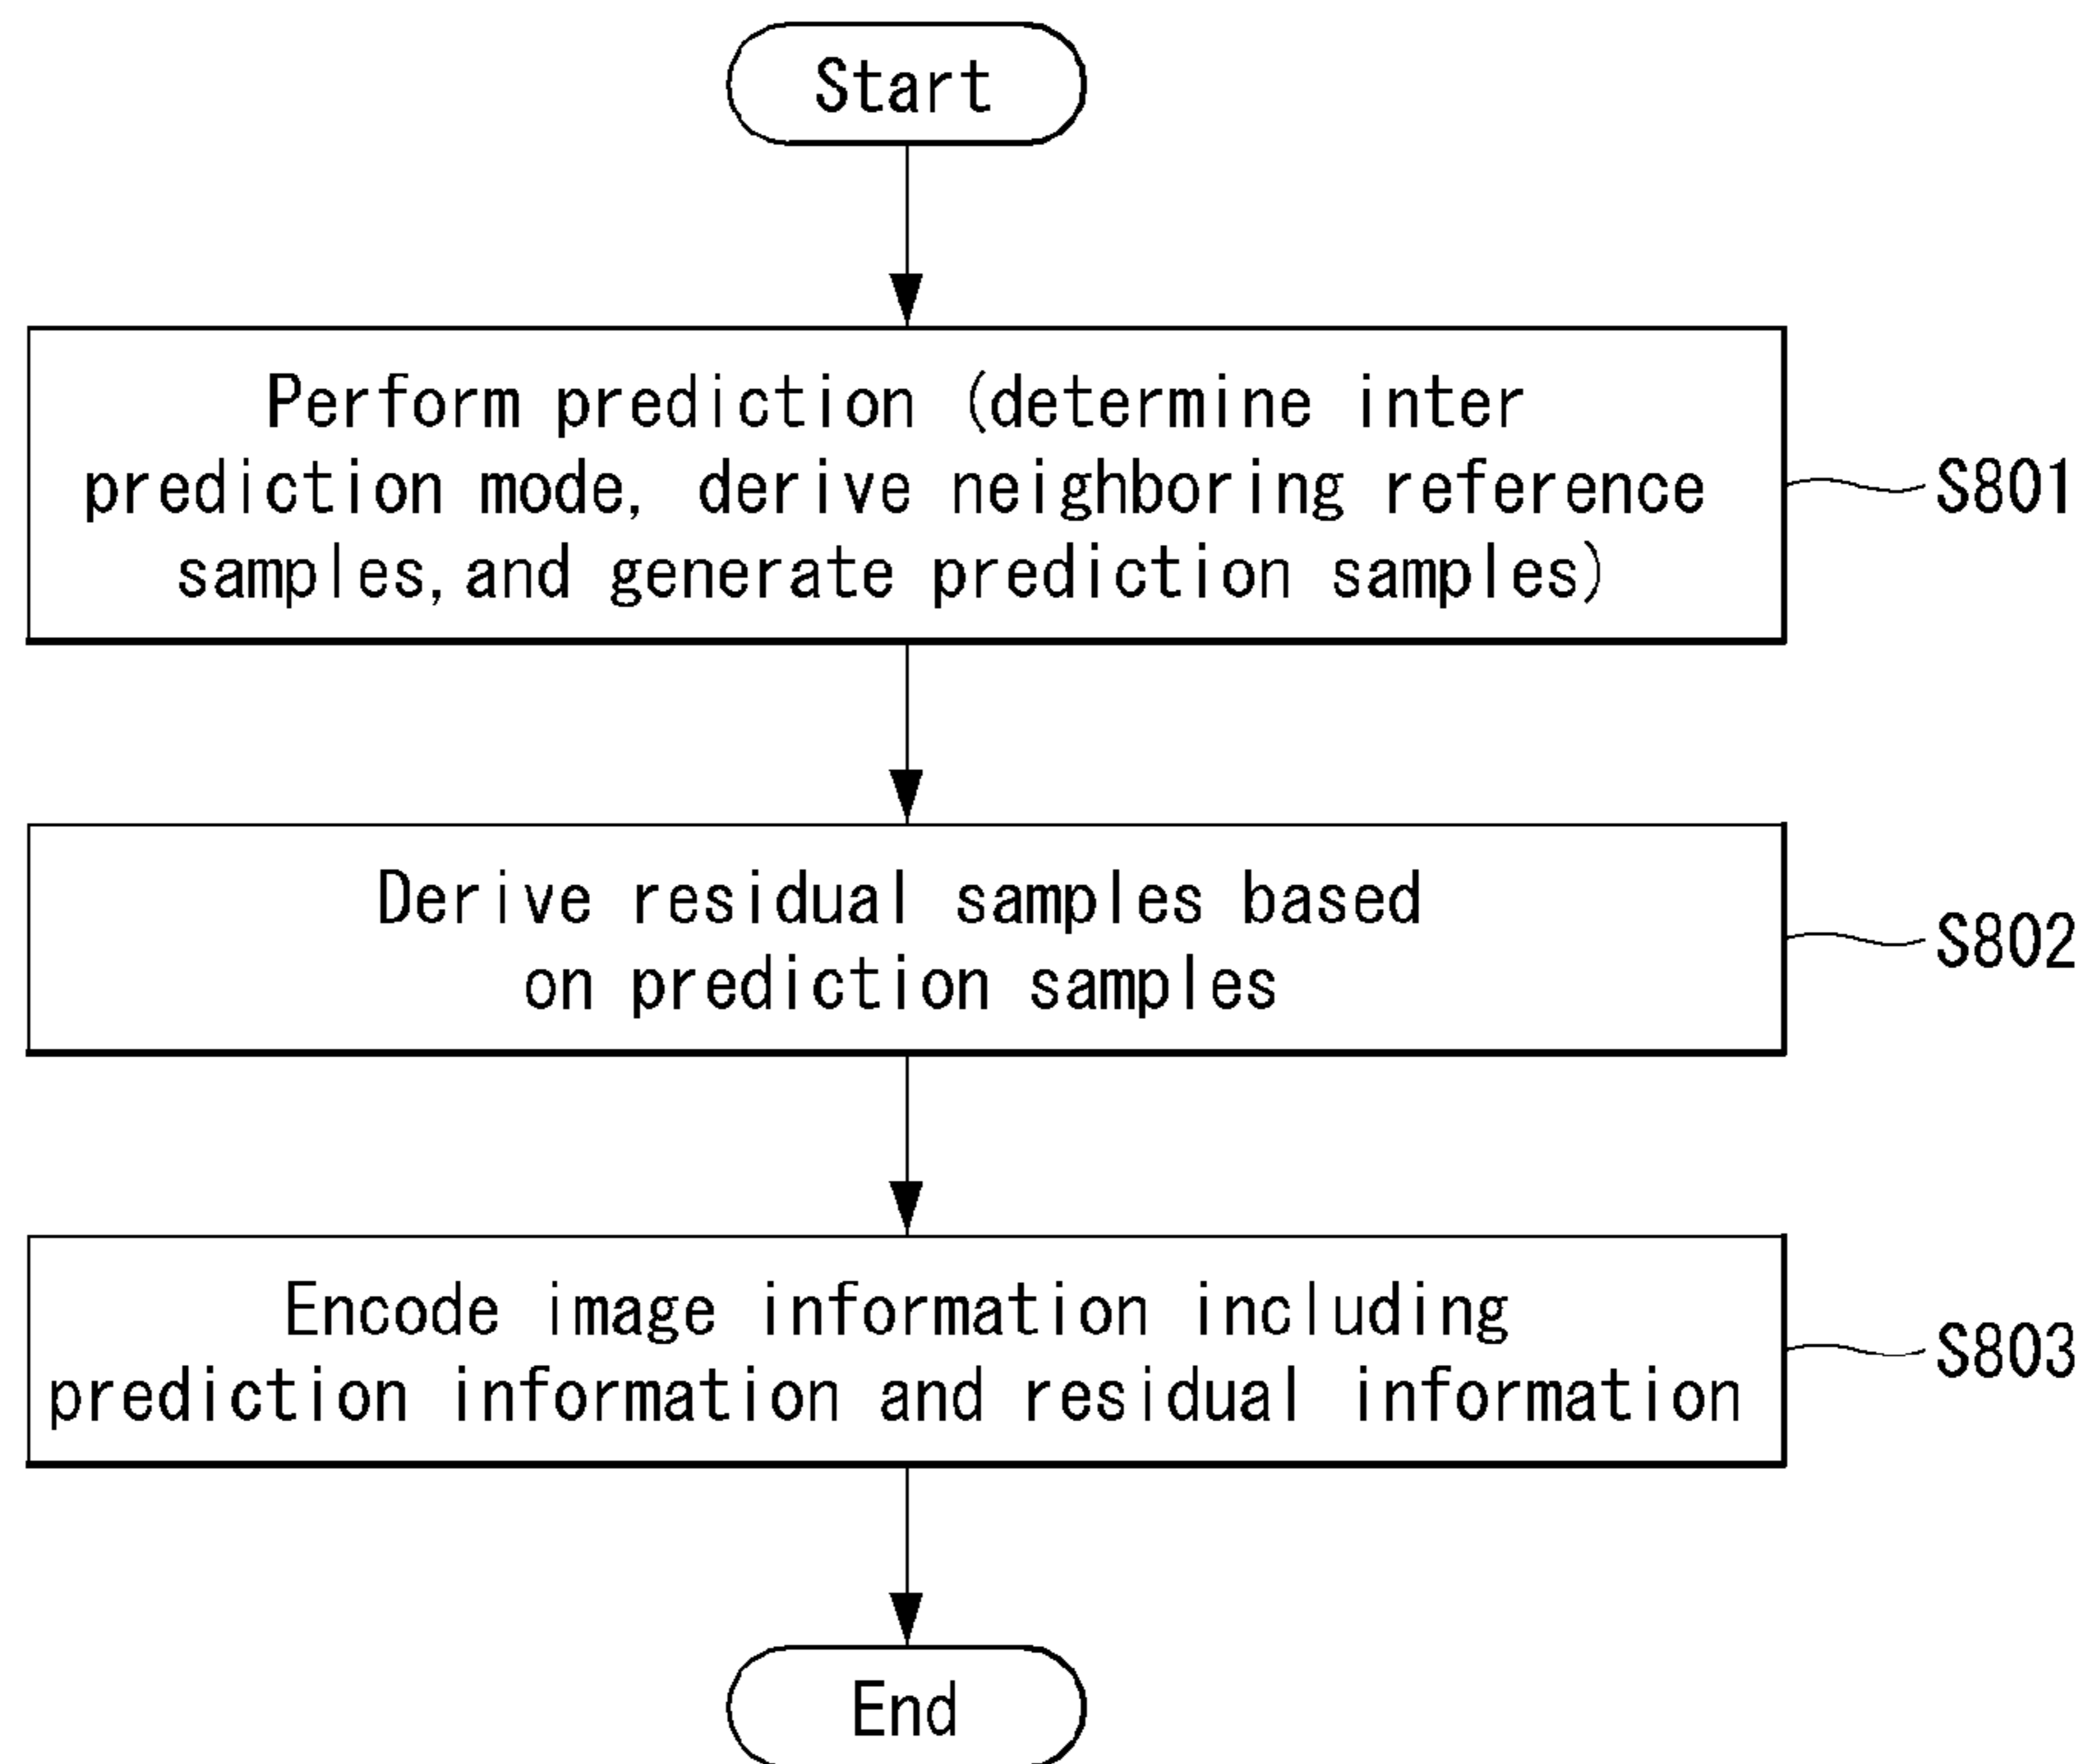 Start
Perform prediction (determine inter
prediction mode, derive neighboring reference
samples, and generate prediction samples)
S801
Derive residual samples based
on prediction samples
S802
Encode image information including
prediction information and residual information
S803
End